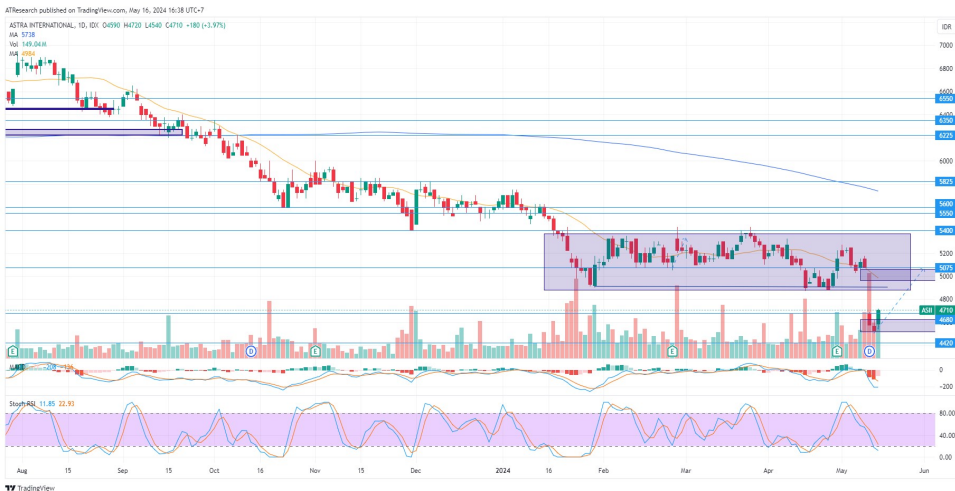 ATResearch published on TradingView.com, May 16, 2024 16:38 UTC+7
ASTRA INTERNATIONAL, 1D, IDX O4590 H4720 L4540 C4710 +180 (+3.97%)
MA 5738
Vol 149.04M
MA 4984
IDR
7000
6800
6550
6400
6350
6225
6000
5825
5600
5550
5400
5200
5075
5000
4800
ASII 4710
4680
4420
E
D
E
E
E
D
0
-200
Stoch RSI 11.85 22.93
80.00
40.00
0.00
Aug 15 Sep 15 Oct 16 Nov 15 Dec 2024 16 Feb Mar Apr May Jun
TradingView